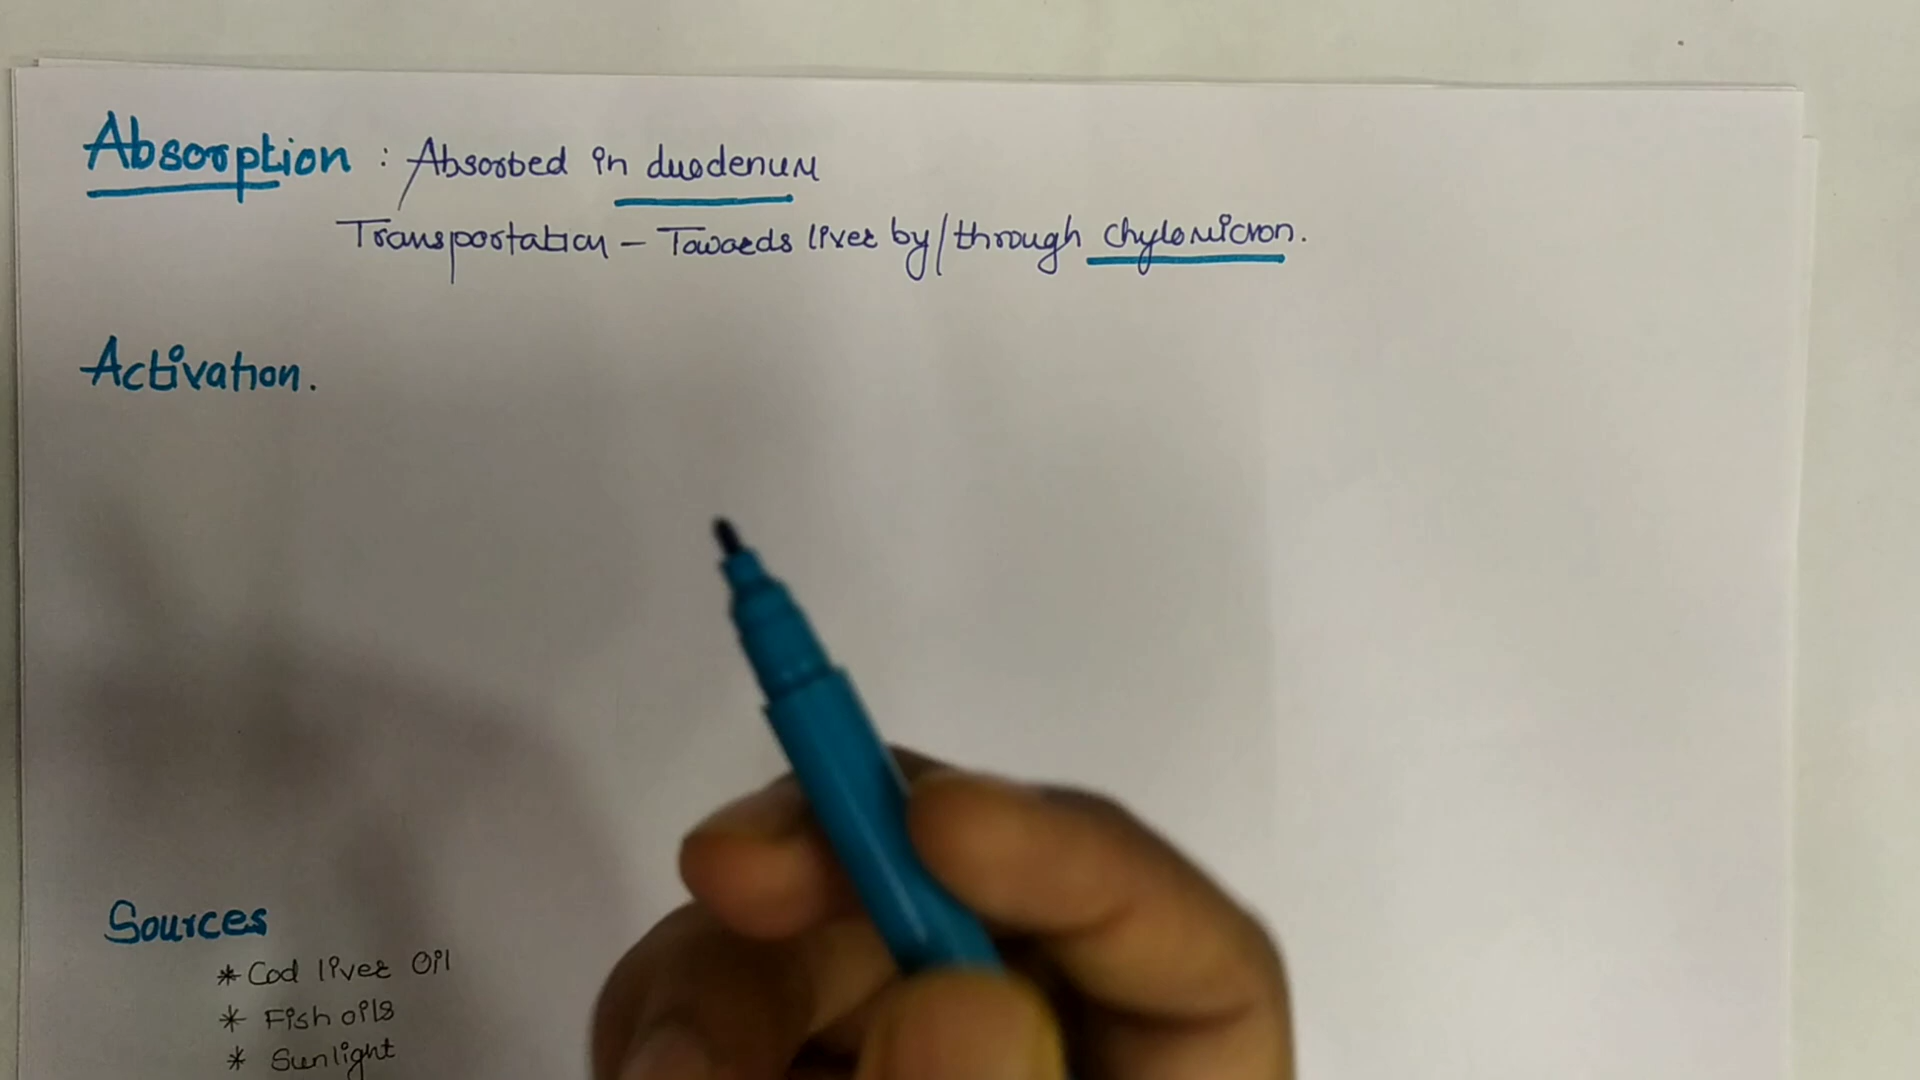 Absorption : Absorbed in duodenum
Transportation – Towards liver by/through chylomicron.
Activation.
Sources
* Cod liver Oil
* Fish oils
* Sunlight